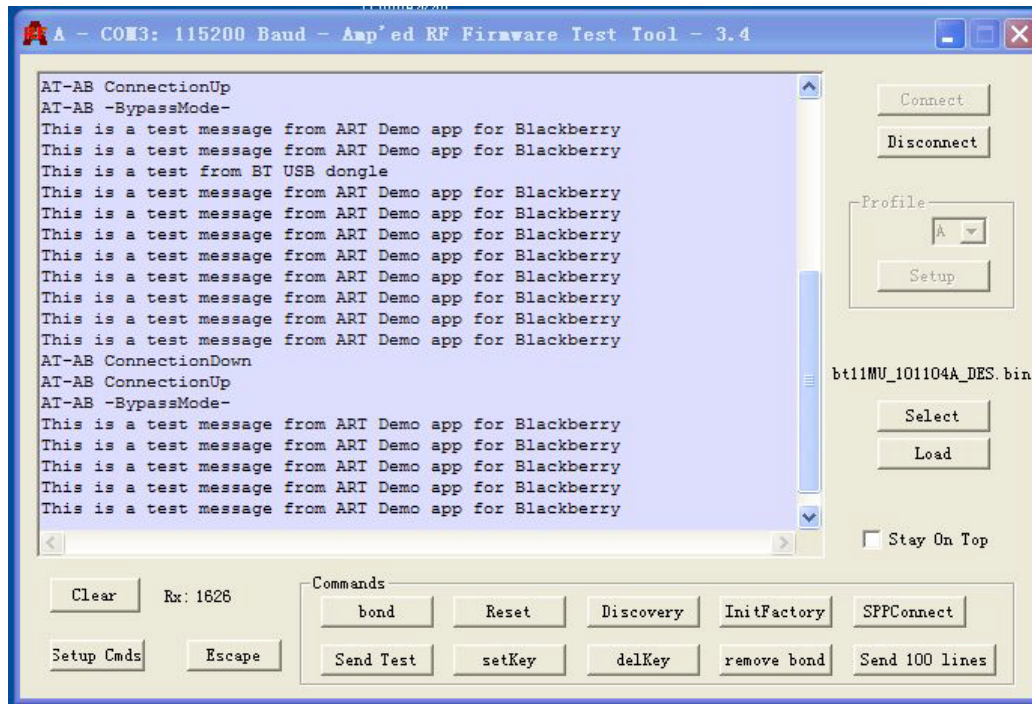 A - COM3: 115200 Baud - Amp'ed RF Firmware Test Tool - 3.4
AT-AB ConnectionUp
AT-AB -BypassMode-
This is a test message from ART Demo app for Blackberry
This is a test message from ART Demo app for Blackberry
This is a test from BT USB dongle
This is a test message from ART Demo app for Blackberry
This is a test message from ART Demo app for Blackberry
This is a test message from ART Demo app for Blackberry
This is a test message from ART Demo app for Blackberry
This is a test message from ART Demo app for Blackberry
This is a test message from ART Demo app for Blackberry
This is a test message from ART Demo app for Blackberry
This is a test message from ART Demo app for Blackberry
AT-AB ConnectionDown
AT-AB ConnectionUp
AT-AB -BypassMode-
This is a test message from ART Demo app for Blackberry
This is a test message from ART Demo app for Blackberry
This is a test message from ART Demo app for Blackberry
This is a test message from ART Demo app for Blackberry
This is a test message from ART Demo app for Blackberry
Connect
Disconnect
Profile
A
Setup
bt11MU_101104A_DES.bin
Select
Load
Stay On Top
Clear
Rx: 1626
Setup Cmds
Escape
Commands
bond
Reset
Discovery
InitFactory
SPPConnect
Send Test
setKey
delKey
remove bond
Send 100 lines